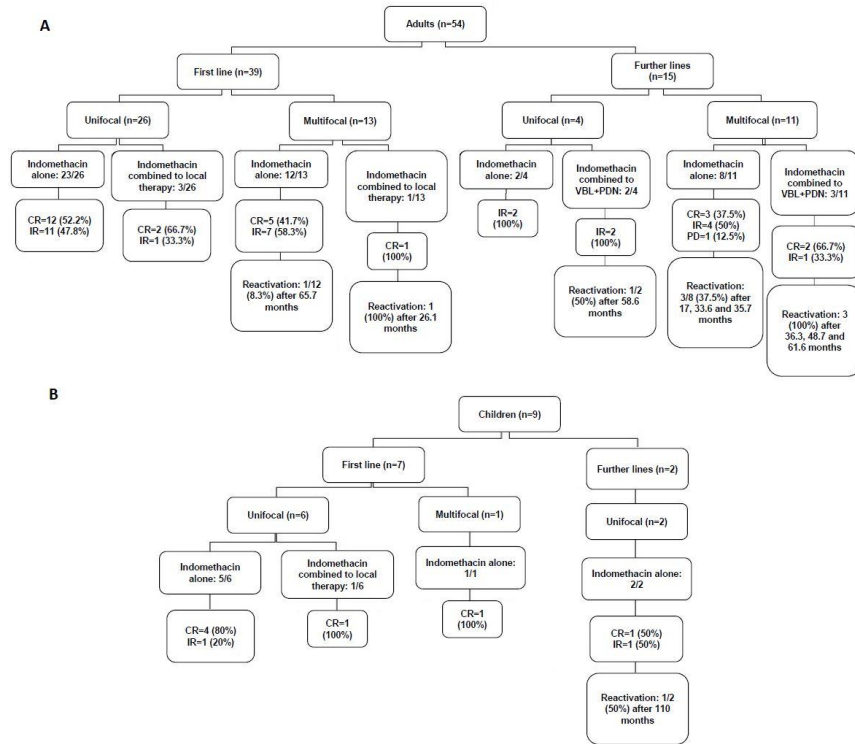 A
Adults (n=54)
First line (n=39)
Further lines
(n=15)
Unifocal (n=26)
Multifocal (n=13)
Unifocal (n=4)
Multifocal (n=11)
Indomethacin
alone: 23/26
Indomethacin
combined to local
therapy: 3/26
Indomethacin
alone: 12/13
Indomethacin
combined to local
therapy: 1/13
Indomethacin
alone: 2/4
Indomethacin
combined to
VBL+PDN: 2/4
Indomethacin
alone: 8/11
Indomethacin
combined to
VBL+PDN: 3/11
CR=12 (52.2%)
IR=11 (47.8%)
CR=2 (66.7%)
IR=1 (33.3%)
CR=5 (41.7%)
IR=7 (58.3%)
CR=1
(100%)
IR=2
(100%)
IR=2
(100%)
CR=3 (37.5%)
IR=4 (50%)
PD=1 (12.5%)
CR=2 (66.7%)
IR=1 (33.3%)
Reactivation: 1/12
(8.3%) after 65.7
months
Reactivation: 1
(100%) after 26.1
months
Reactivation: 1/2
(50%) after 58.6
months
Reactivation:
3/8 (37.5%) after
17, 33.6 and 35.7
months
Reactivation: 3
(100%) after
36.3, 48.7 and
61.6 months
B
Children (n=9)
First line (n=7)
Further lines (n=2)
Unifocal (n=6)
Multifocal (n=1)
Unifocal (n=2)
Indomethacin
alone: 5/6
Indomethacin
combined to local
therapy: 1/6
Indomethacin alone:
1/1
Indomethacin alone:
2/2
CR=4 (80%)
IR=1 (20%)
CR=1
(100%)
CR=1
(100%)
CR=1 (50%)
IR=1 (50%)
Reactivation: 1/2
(50%) after 110
months